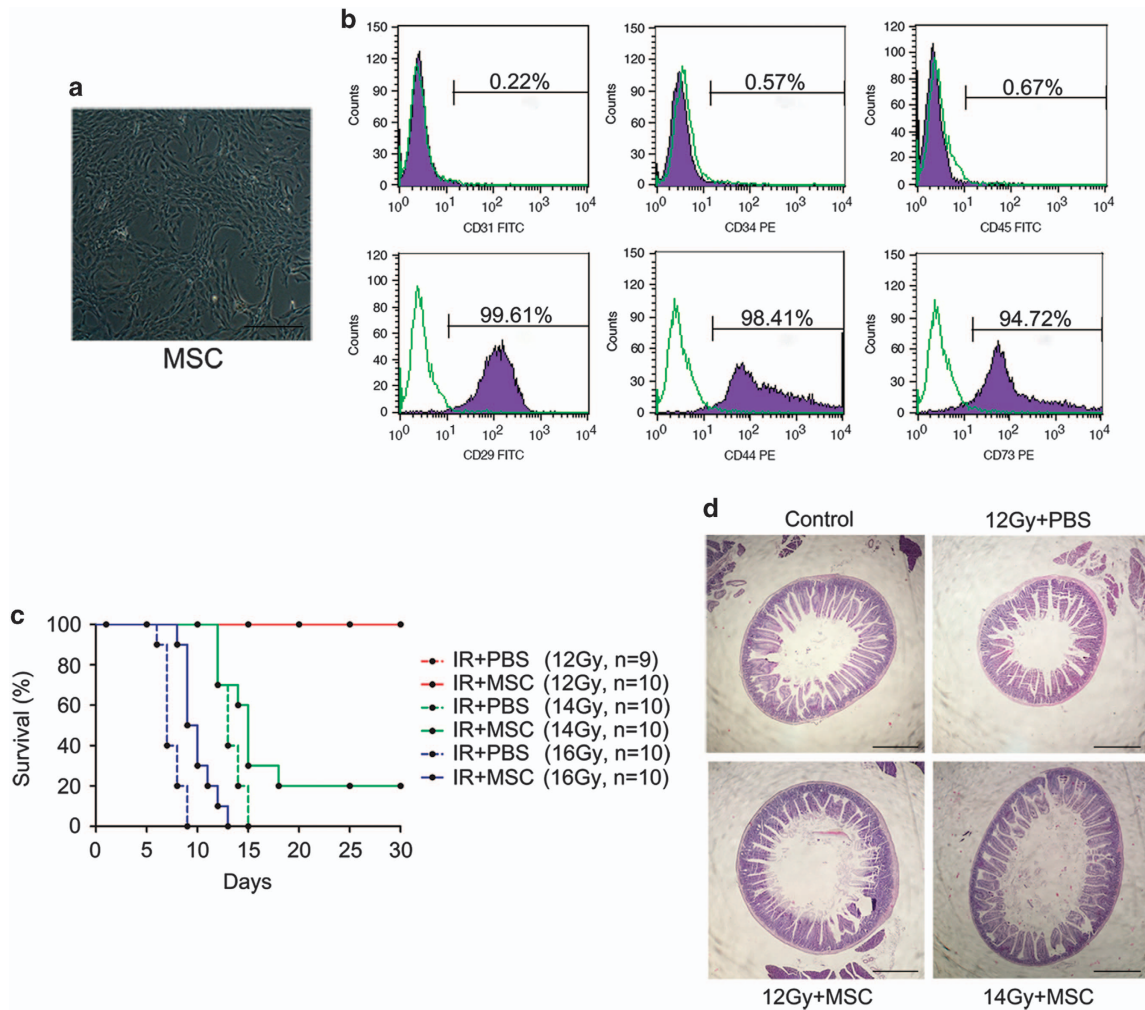 a
MSC
b
150
120
90
60
30
0
Counts
0.22%
10^0 10^1 10^2 10^3 10^4
CD31 FITC
150
120
90
60
30
0
Counts
0.57%
10^0 10^1 10^2 10^3 10^4
CD34 PE
120
100
80
60
40
20
0
Counts
0.67%
10^0 10^1 10^2 10^3 10^4
CD45 FITC
120
100
80
60
40
20
0
Counts
99.61%
10^0 10^1 10^2 10^3 10^4
CD29 FITC
150
120
90
60
30
0
Counts
98.41%
10^0 10^1 10^2 10^3 10^4
CD44 PE
150
120
90
60
30
0
Counts
94.72%
10^0 10^1 10^2 10^3 10^4
CD73 PE
c
100
80
60
40
20
0
Survival (%)
0 5 10 15 20 25 30
Days
IR+PBS (12Gy, n=9)
IR+MSC (12Gy, n=10)
IR+PBS (14Gy, n=10)
IR+MSC (14Gy, n=10)
IR+PBS (16Gy, n=10)
IR+MSC (16Gy, n=10)
d
Control 12Gy+PBS
12Gy+MSC 14Gy+MSC